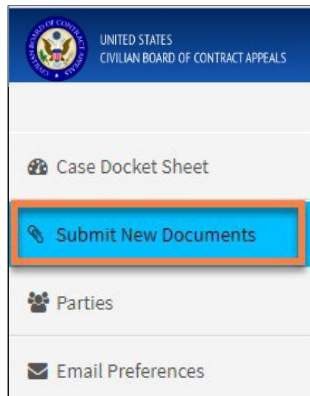 UNITED STATES
CIVILIAN BOARD OF CONTRACT APPEALS
Case Docket Sheet
Submit New Documents
Parties
Email Preferences